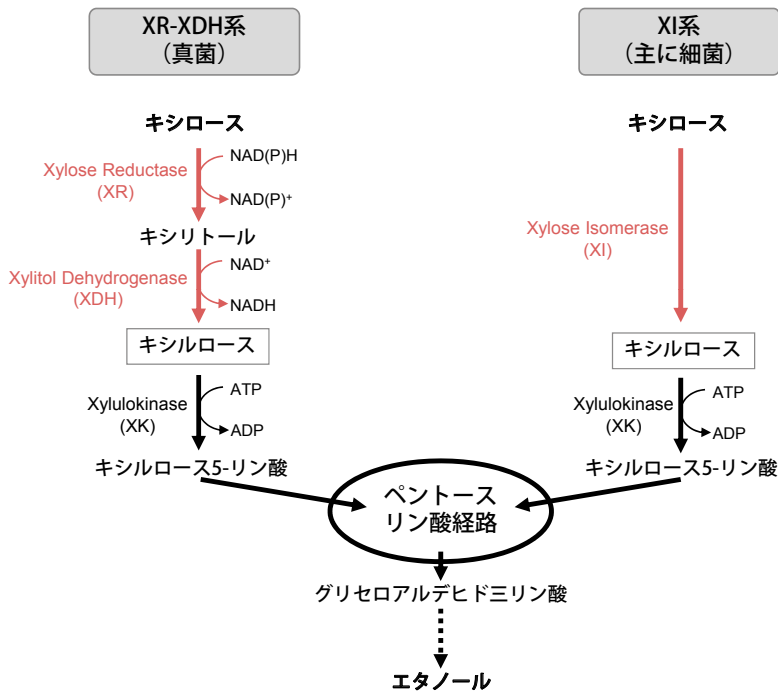 XR-XDH系
（真菌）
キシロース
Xylose Reductase
(XR)
NAD(P)H
NAD(P)⁺
キシリトール
Xylitol Dehydrogenase
(XDH)
NAD⁺
NADH
キシルロース
Xylulokinase
(XK)
ATP
ADP
キシルロース5-リン酸
XI系
（主に細菌）
キシロース
Xylose Isomerase
(XI)
キシルロース
Xylulokinase
(XK)
ATP
ADP
キシルロース5-リン酸
ペントース
リン酸経路
グリセロアルデヒド三リン酸
エタノール